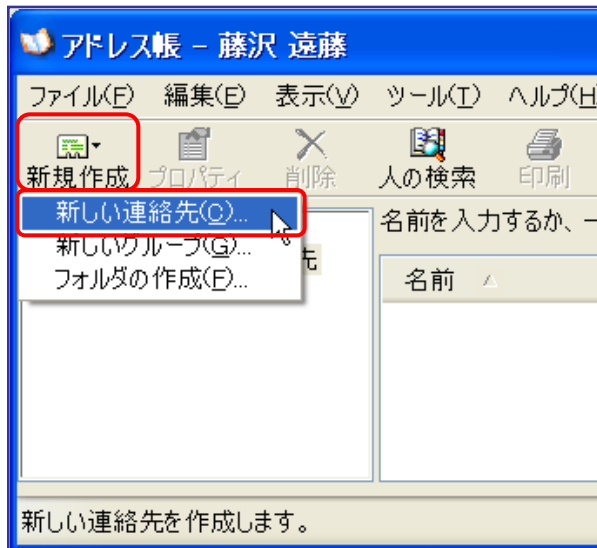 アドレス帳 - 藤沢 遠藤
ファイル(F) 編集(E) 表示(V) ツール(T) ヘルプ(H
新規作成 プロパティ 削除 人の検索 印刷
新しい連絡先(C)...
名前を入力するか、一
新しいグループ(G)...
先
フォルダの作成(F)...
名前
新しい連絡先を作成します。